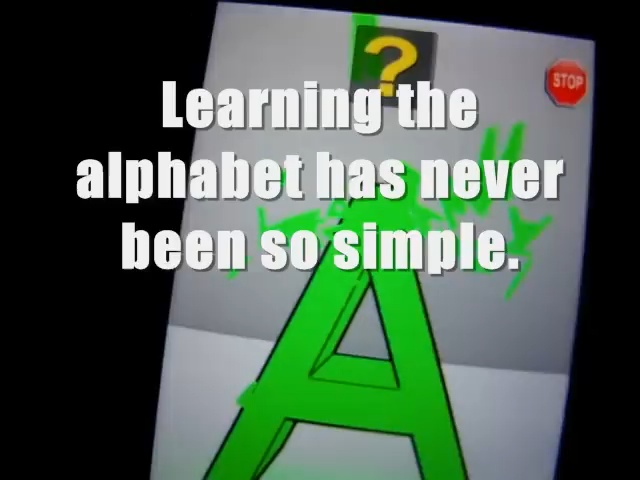 ?
STOP
Learning the
alphabet has never
been so simple.
A